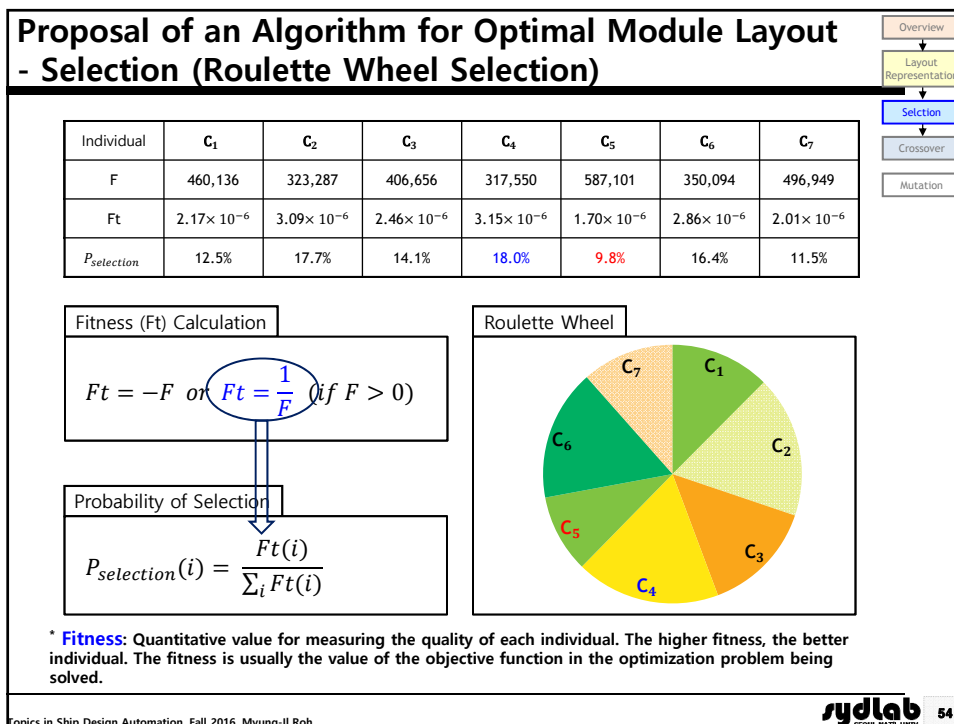 Proposal of an Algorithm for Optimal Module Layout
- Selection (Roulette Wheel Selection)
Overview
Layout
Representation
Selction
Crossover
Mutation
Individual C₁ C₂ C₃ C₄ C₅ C₆ C₇
F 460,136 323,287 406,656 317,550 587,101 350,094 496,949
Ft 2.17× 10⁻⁶ 3.09× 10⁻⁶ 2.46× 10⁻⁶ 3.15× 10⁻⁶ 1.70× 10⁻⁶ 2.86× 10⁻⁶ 2.01× 10⁻⁶
P_selection 12.5% 17.7% 14.1% 18.0% 9.8% 16.4% 11.5%
Fitness (Ft) Calculation
Ft = −F or Ft = 1/F (if F > 0)
Probability of Selection
P_selection(i) = Ft(i) / ∑ᵢ Ft(i)
Roulette Wheel
C₁
C₂
C₃
C₄
C₅
C₆
C₇
* Fitness: Quantitative value for measuring the quality of each individual. The higher fitness, the better
individual. The fitness is usually the value of the objective function in the optimization problem being
solved.
Topics in Ship Design Automation, Fall 2016, Myung-Il Roh
sydlab 54